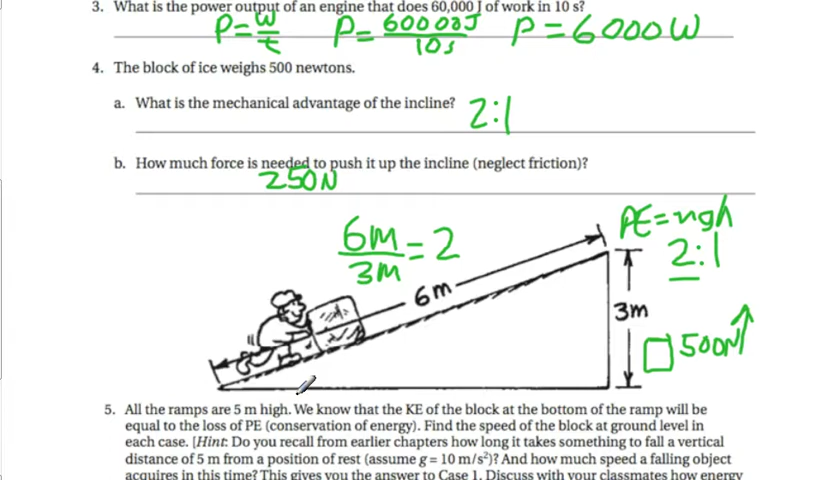 3. What is the power output of an engine that does 60,000 J of work in 10 s?
P=W/t P=60000J/10s P=6000W
4. The block of ice weighs 500 newtons.
a. What is the mechanical advantage of the incline? 2:1
b. How much force is needed to push it up the incline (neglect friction)?
250N
PE=mgh
6m/3m=2
2:1
6m
3m
500N
5. All the ramps are 5 m high. We know that the KE of the block at the bottom of the ramp will be
equal to the loss of PE (conservation of energy). Find the speed of the block at ground level in
each case. [Hint: Do you recall from earlier chapters how long it takes something to fall a vertical
distance of 5 m from a position of rest (assume g = 10 m/s²)? And how much speed a falling object
acquires in this time? This gives you the answer to Case 1. Discuss with your classmates how energy